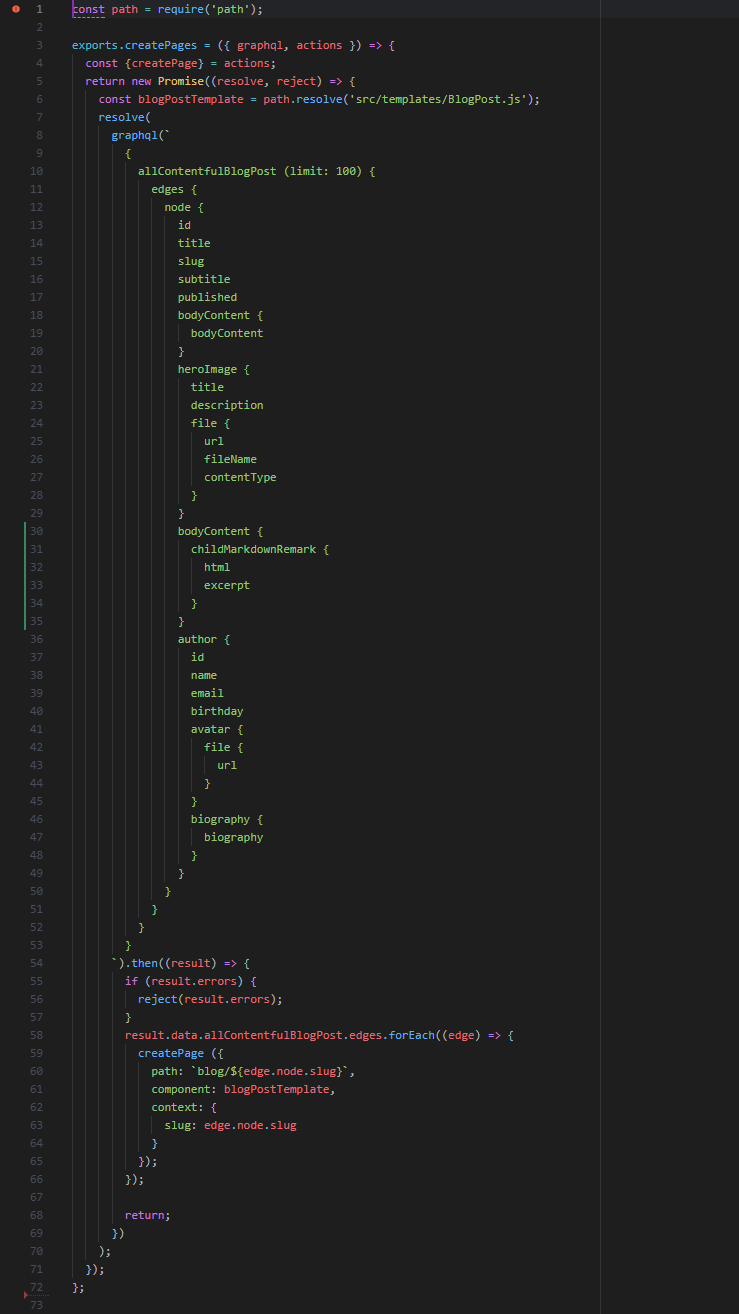 1 const path = require('path');
2
3 exports.createPages = ({ graphql, actions }) => {
4   const {createPage} = actions;
5   return new Promise((resolve, reject) => {
6     const blogPostTemplate = path.resolve('src/templates/BlogPost.js');
7     resolve(
8       graphql(`
9         {
10           allContentfulBlogPost (limit: 100) {
11             edges {
12               node {
13                 id
14                 title
15                 slug
16                 subtitle
17                 published
18                 bodyContent {
19                   bodyContent
20                 }
21                 heroImage {
22                   title
23                   description
24                   file {
25                     url
26                     fileName
27                     contentType
28                   }
29                 }
30                 bodyContent {
31                   childMarkdownRemark {
32                     html
33                     excerpt
34                   }
35                 }
36                 author {
37                   id
38                   name
39                   email
40                   birthday
41                   avatar {
42                     file {
43                       url
44                     }
45                   }
46                   biography {
47                     biography
48                   }
49                 }
50               }
51             }
52           }
53         }
54       `).then((result) => {
55         if (result.errors) {
56           reject(result.errors);
57         }
58         result.data.allContentfulBlogPost.edges.forEach((edge) => {
59           createPage ({
60             path: `blog/${edge.node.slug}`,
61             component: blogPostTemplate,
62             context: {
63               slug: edge.node.slug
64             }
65           });
66         });
67
68         return;
69       })
70     );
71   });
72 };
73